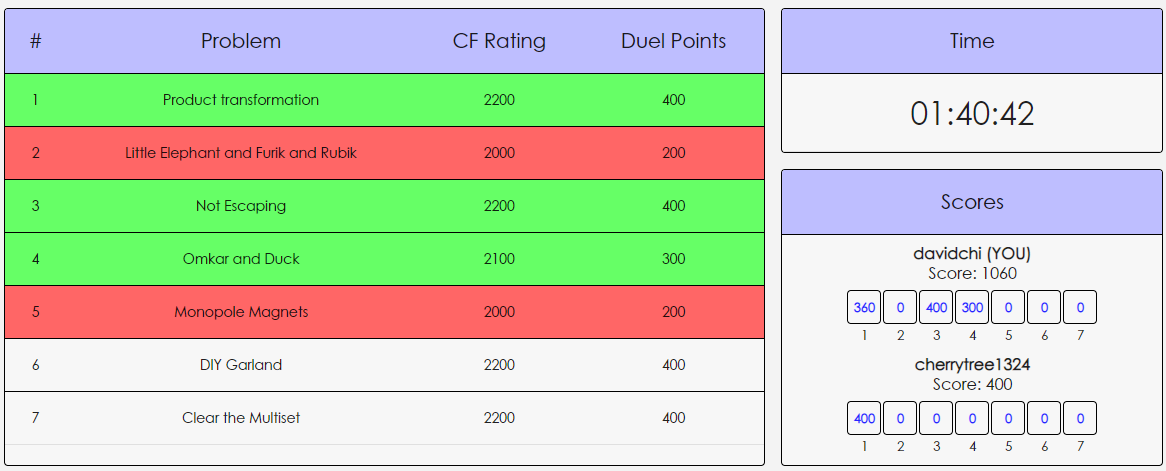 # Problem CF Rating Duel Points
1 Product transformation 2200 400
2 Little Elephant and Furik and Rubik 2000 200
3 Not Escaping 2200 400
4 Omkar and Duck 2100 300
5 Monopole Magnets 2000 200
6 DIY Garland 2200 400
7 Clear the Multiset 2200 400
Time
01:40:42
Scores
davidchi (YOU)
Score: 1060
360 0 400 300 0 0 0
1 2 3 4 5 6 7
cherrytree1324
Score: 400
400 0 0 0 0 0 0
1 2 3 4 5 6 7